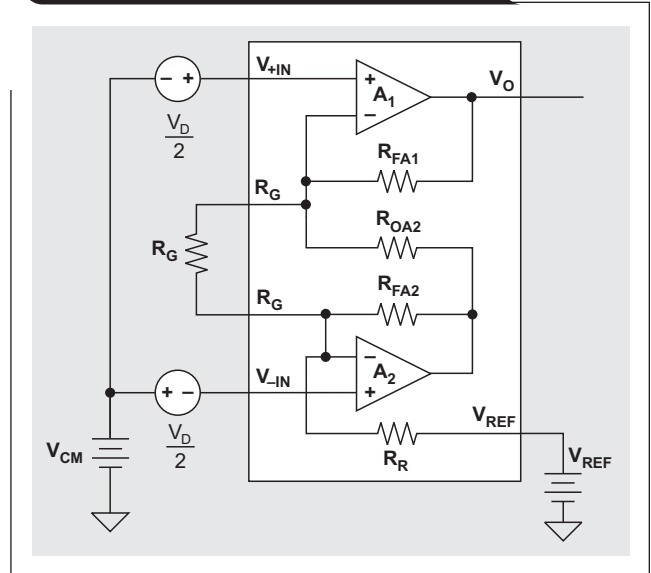 V+IN
VO
− +
+
A1
−
VD
2
RFA1
RG
ROA2
RG
RFA2
RG
−
A2
+
V–IN
+ −
VREF
VD
2
VCM
RR
VREF